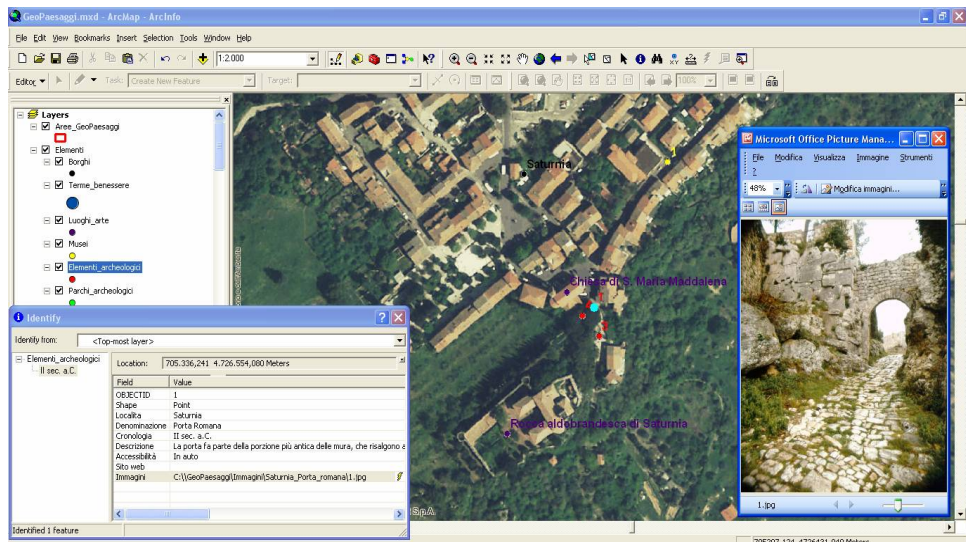 GeoPaesaggi.mxd - ArcMap - ArcInfo
File Edit View Bookmarks Insert Selection Tools Window Help
1:2.000
Editor Task: Create New Feature Target: 100%
Layers
Aree_GeoPaesaggi
Elementi
Borghi
Terme_benessere
Luoghi_arte
Musei
Elementi_archeologici
Parchi_archeologici
Saturnia
1
Chiesa di S. Maria Maddalena
1
3
Rocca aldobrandesca di Saturnia
S.p.A.
Identify
Identify from: <Top-most layer>
Elementi_archeologici
II sec. a.C.
Location: 705.336,241 4.726.554,080 Meters
Field Value
OBJECTID 1
Shape Point
Localita Saturnia
Denominazione Porta Romana
Cronologia II sec. a.C.
Descrizione La porta fa parte della porzione più antica delle mura, che risalgono a
Accessibilità In auto
Sito web
Immagini C:\\GeoPaesaggi\Immagini\Saturnia_Porta_romana\1.jpg
Identified 1 feature
Microsoft Office Picture Mana...
File Modifica Visualizza Immagine Strumenti
?
48% Modifica immagini...
1.jpg